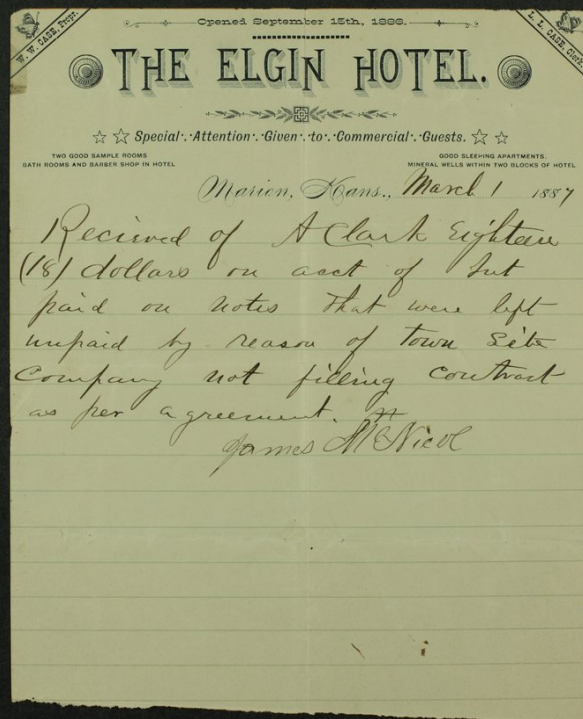 Opened September 15th, 1886.
W. W. CASE, Propr.
L. L. CASE, Clerk.
THE ELGIN HOTEL.
Special Attention Given to Commercial Guests.
TWO GOOD SAMPLE ROOMS
BATH ROOMS AND BARBER SHOP IN HOTEL
GOOD SLEEPING APARTMENTS.
MINERAL WELLS WITHIN TWO BLOCKS OF HOTEL
Marion, Kans., March 1 1887
Recieved of A Clark Eighteen
(18) dollars on acct of Int
paid on notes that were left
unpaid by reason of town Site
Company not filling contract
as per agreement.
James McNicol